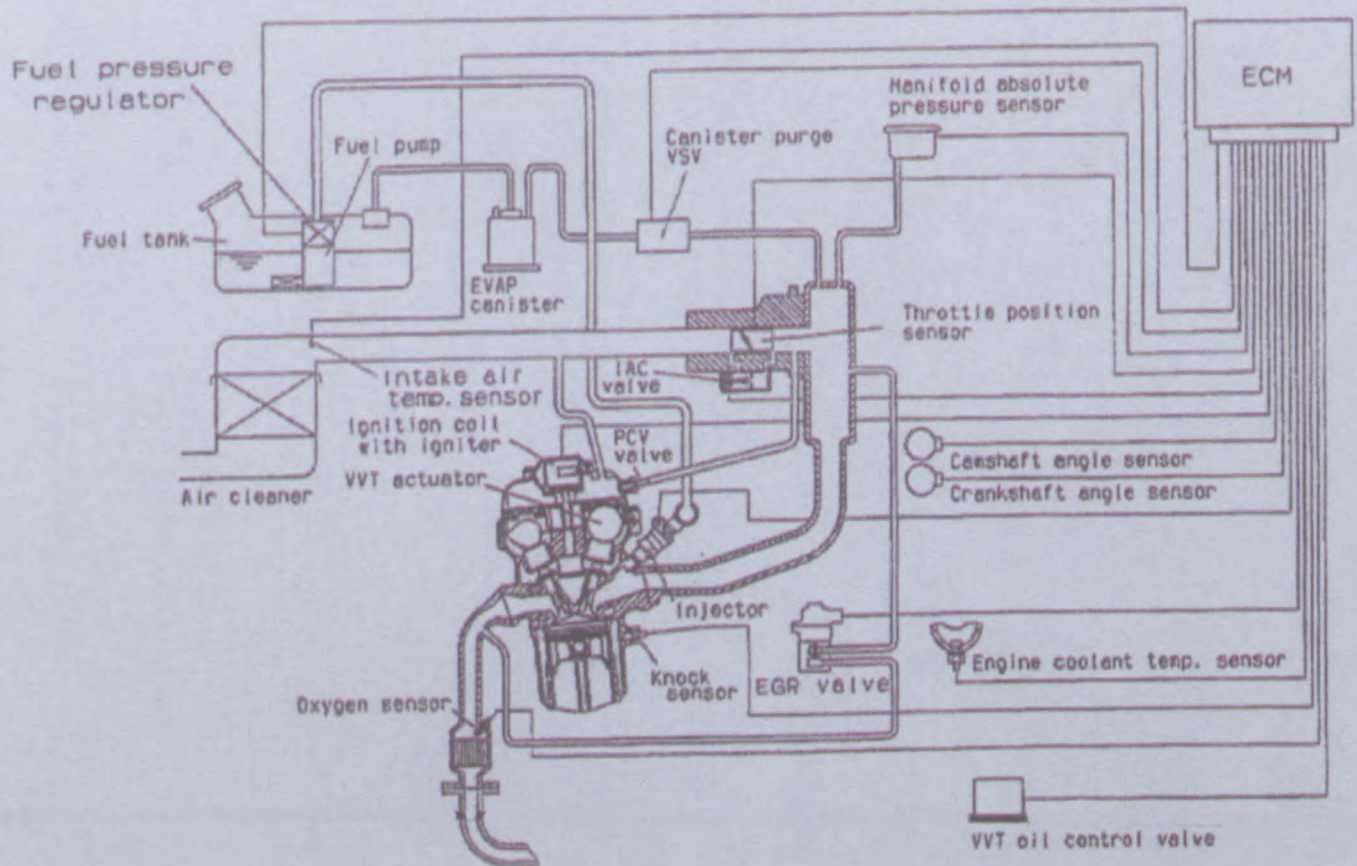 Fuel pressure
regulator
Fuel pump
Fuel tank
EVAP
canister
Canister purge
VSV
Manifold absolute
pressure sensor
ECM
Throttle position
sensor
IAC
valve
Intake air
temp. sensor
Ignition coil
with igniter
PCV
valve
VVT actuator
Air cleaner
Camshaft angle sensor
Crankshaft angle sensor
Injector
Knock
sensor
EGR valve
Engine coolant temp. sensor
Oxygen sensor
VVT oil control valve